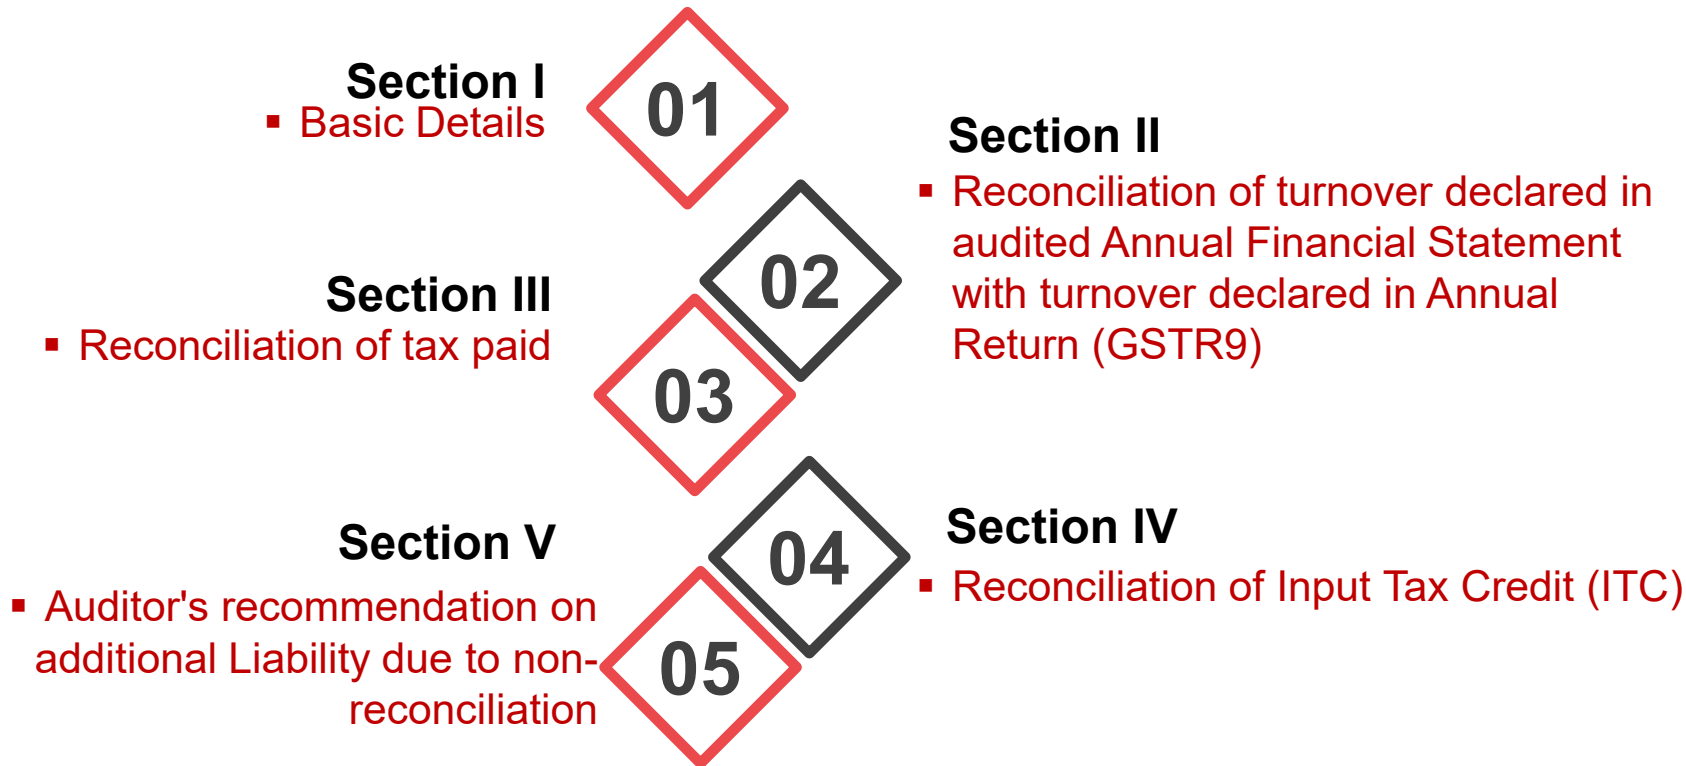 Section I
▪ Basic Details
01
Section II
▪ Reconciliation of turnover declared in
audited Annual Financial Statement
with turnover declared in Annual
Return (GSTR9)
02
Section III
▪ Reconciliation of tax paid
03
Section IV
▪ Reconciliation of Input Tax Credit (ITC)
04
Section V
▪ Auditor's recommendation on
additional Liability due to non-
reconciliation
05